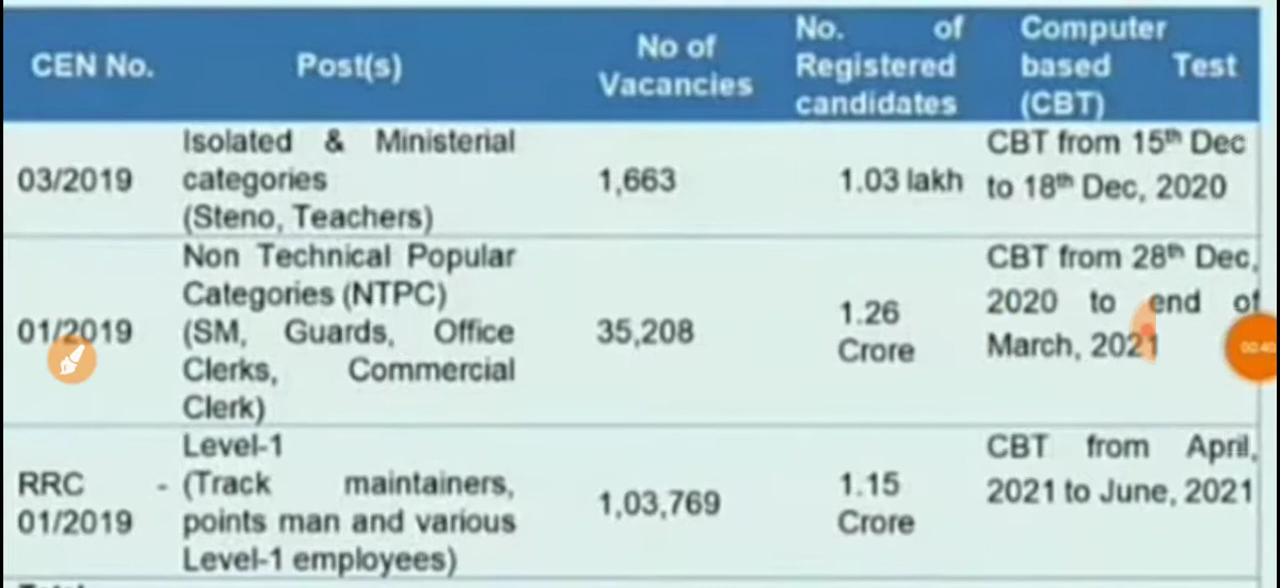 CEN No. Post(s) No of Vacancies No. of Registered candidates Computer based Test (CBT)
03/2019
Isolated & Ministerial
categories
(Steno, Teachers)
1,663
1.03 lakh
CBT from 15th Dec
to 18th Dec, 2020
01/2019
Non Technical Popular
Categories (NTPC)
(SM, Guards, Office
Clerks, Commercial
Clerk)
35,208
1.26
Crore
CBT from 28th Dec,
2020 to end of
March, 2021
RRC -
01/2019
Level-1
(Track maintainers,
points man and various
Level-1 employees)
1,03,769
1.15
Crore
CBT from April,
2021 to June, 2021